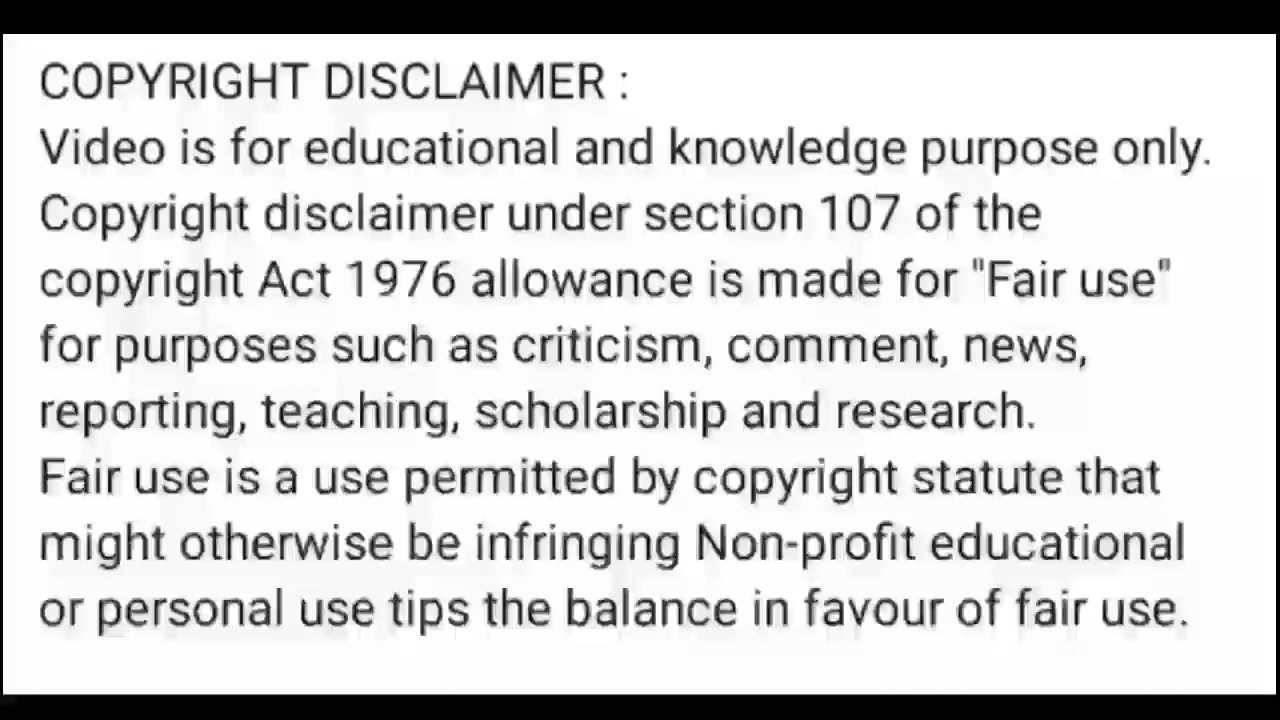 COPYRIGHT DISCLAIMER :
Video is for educational and knowledge purpose only.
Copyright disclaimer under section 107 of the
copyright Act 1976 allowance is made for "Fair use"
for purposes such as criticism, comment, news,
reporting, teaching, scholarship and research.
Fair use is a use permitted by copyright statute that
might otherwise be infringing Non-profit educational
or personal use tips the balance in favour of fair use.